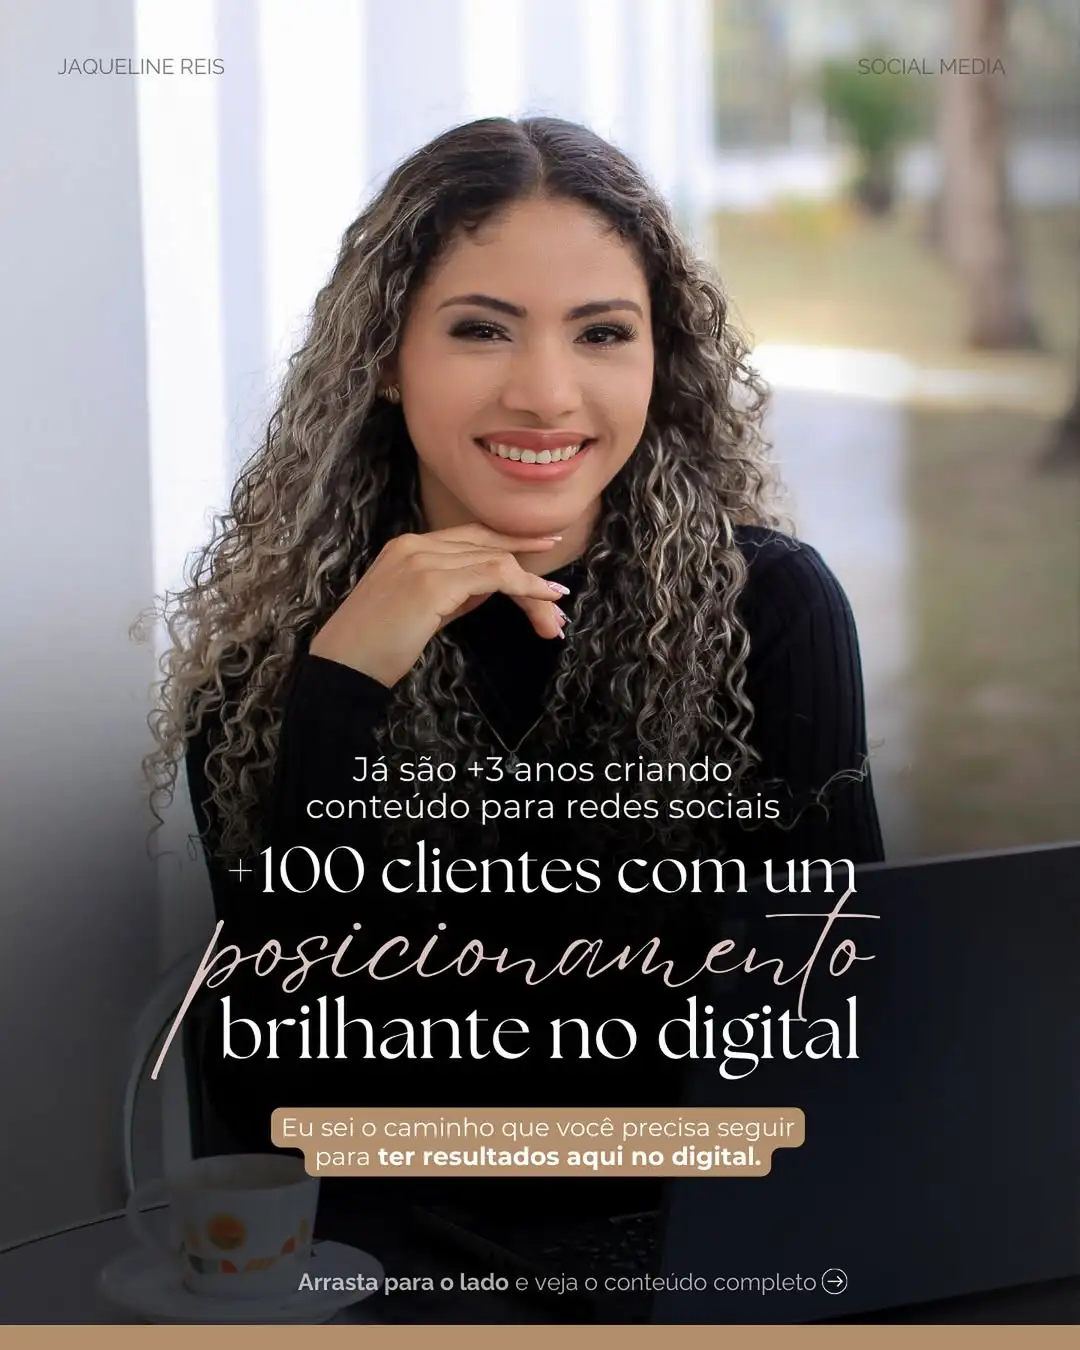 JAQUELINE REIS
SOCIAL MEDIA
Já são +3 anos criando
conteúdo para redes sociais
+100 clientes com um
posicionamento
brilhante no digital
Eu sei o caminho que você precisa seguir
para ter resultados aqui no digital.
Arrasta para o lado e veja o conteúdo completo